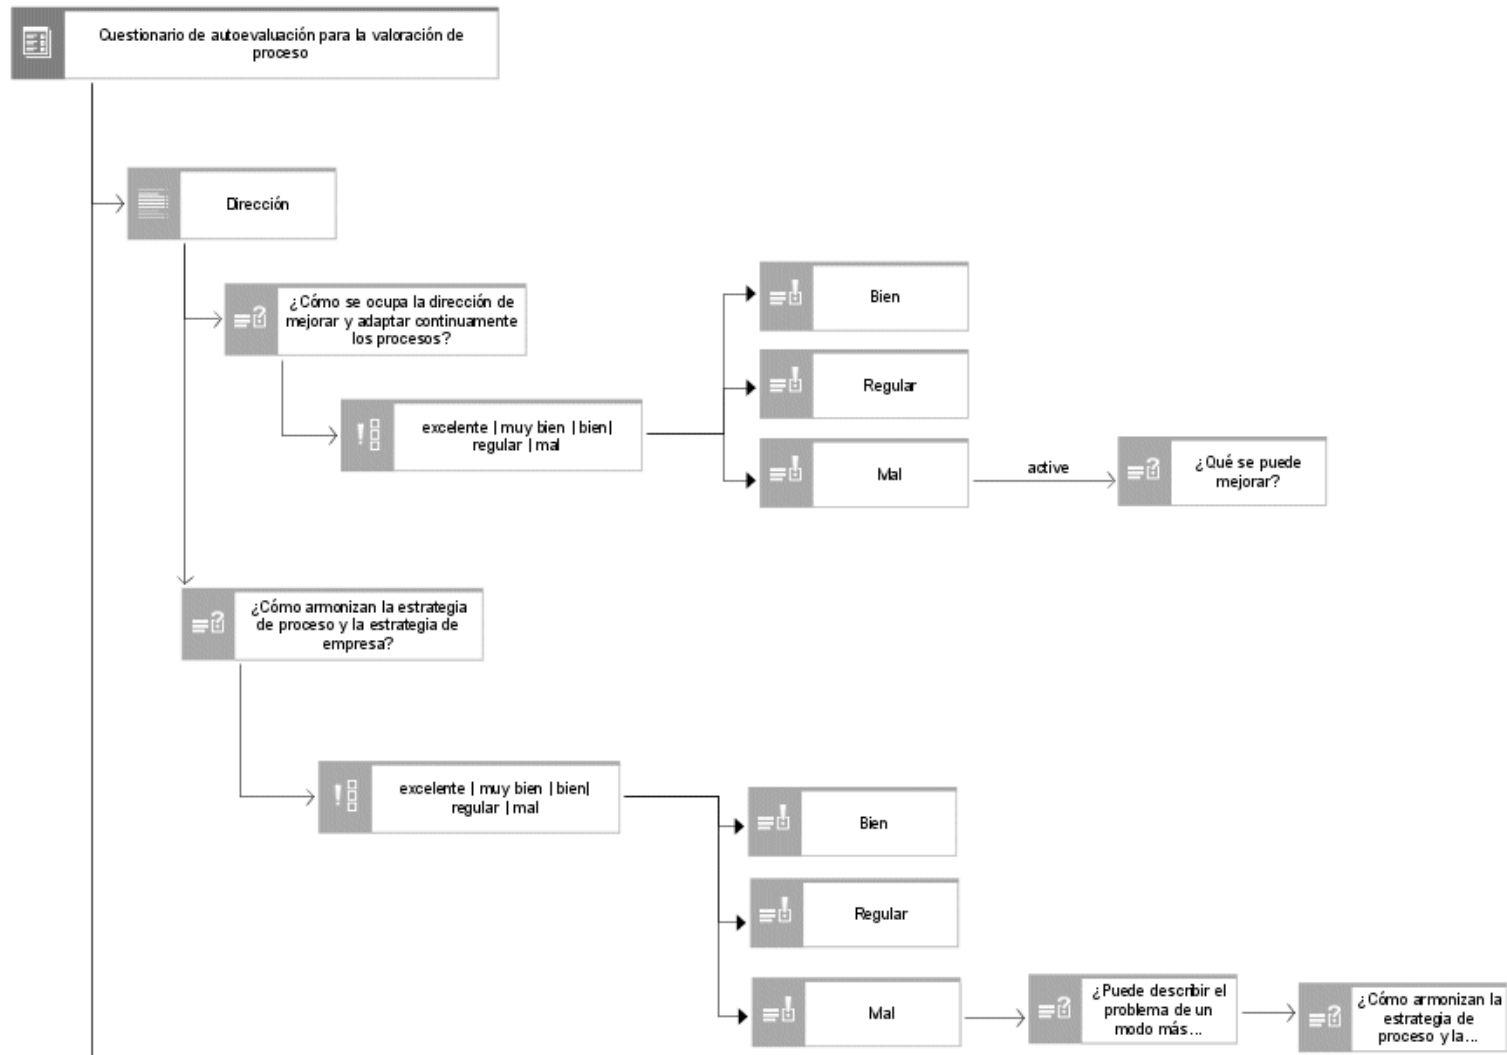 Cuestionario de autoevaluación para la valoración de
proceso
Dirección
¿Cómo se ocupa la dirección de
mejorar y adaptar continuamente
los procesos?
excelente | muy bien | bien|
regular | mal
Bien
Regular
Mal
active
¿Qué se puede
mejorar?
¿Cómo armonizan la estrategia
de proceso y la estrategia de
empresa?
excelente | muy bien | bien|
regular | mal
Bien
Regular
Mal
¿Puede describir el
problema de un
modo más...
¿Cómo armonizan la
estrategia de
proceso y la...